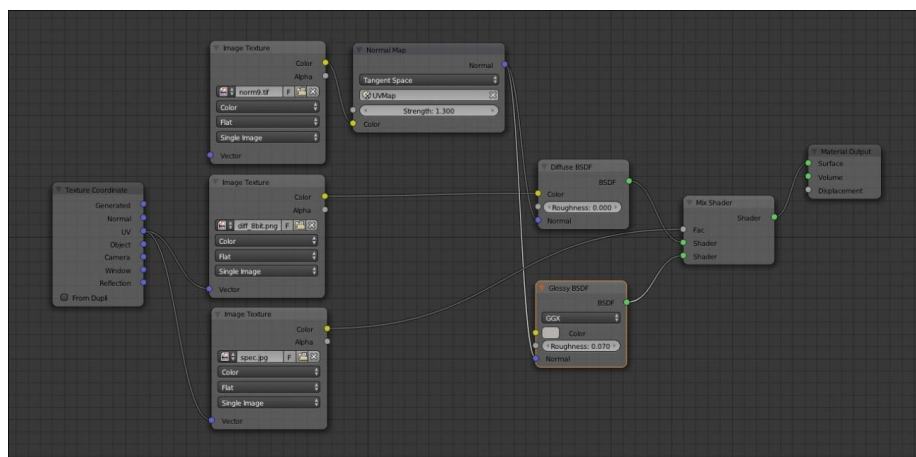 Image Texture
Color
Alpha
norm9.tif F
Color
Flat
Single Image
Vector
Normal Map
Normal
Tangent Space
UVMap
Strength: 1.300
Color
Texture Coordinate
Generated
Normal
UV
Object
Camera
Window
Reflection
From Dupli
Image Texture
Color
Alpha
diff_8bit.png F
Color
Flat
Single Image
Vector
Image Texture
Color
Alpha
spec.jpg F
Color
Flat
Single Image
Vector
Diffuse BSDF
BSDF
Color
Roughness: 0.000
Normal
Glossy BSDF
BSDF
GGX
Color
Roughness: 0.070
Normal
Mix Shader
Shader
Fac
Shader
Shader
Material Output
Surface
Volume
Displacement